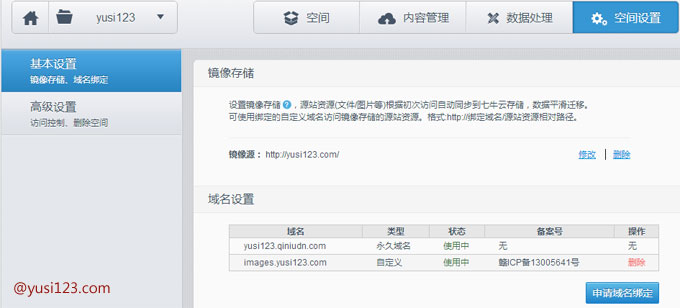 yusi123
空间
内容管理
数据处理
空间设置
基本设置
镜像存储、域名绑定
高级设置
访问控制、删除空间
镜像存储
设置镜像存储 ? ，源站资源(文件/图片等)根据初次访问自动同步到七牛云存储，数据平滑迁移。
可使用绑定的自定义域名访问镜像存储的源站资源。格式:http://绑定域名/源站资源相对路径。
镜像源： http://yusi123.com/ 修改 | 删除
域名设置
域名 类型 状态 备案号 操作
yusi123.qiniudn.com 永久域名 使用中 无 无
images.yusi123.com 自定义 使用中 赣ICP备13005641号 删除
申请域名绑定
@yusi123.com